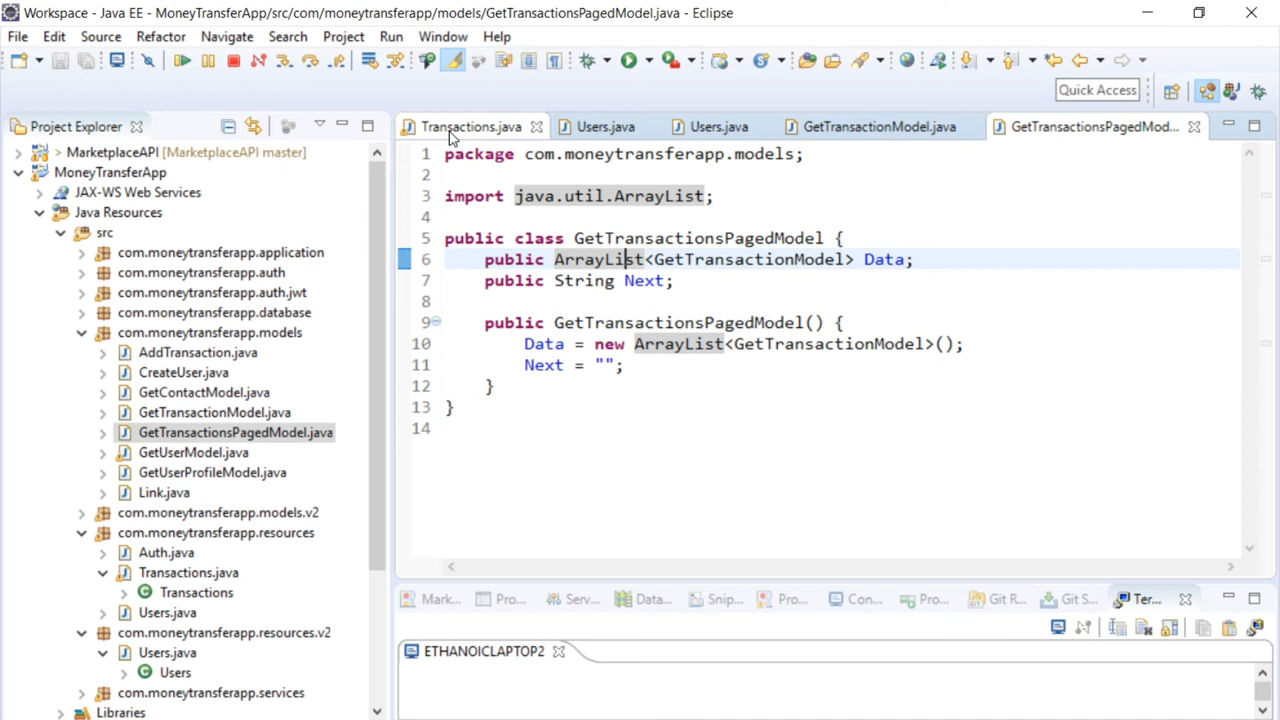 Workspace - Java EE - MoneyTransferApp/src/com/moneytransferapp/models/GetTransactionsPagedModel.java - Eclipse
File Edit Source Refactor Navigate Search Project Run Window Help
Quick Access
Project Explorer
MarketplaceAPI [MarketplaceAPI master]
MoneyTransferApp
JAX-WS Web Services
Java Resources
src
com.moneytransferapp.application
com.moneytransferapp.auth
com.moneytransferapp.auth.jwt
com.moneytransferapp.database
com.moneytransferapp.models
AddTransaction.java
CreateUser.java
GetContactModel.java
GetTransactionModel.java
GetTransactionsPagedModel.java
GetUserModel.java
GetUserProfileModel.java
Link.java
com.moneytransferapp.models.v2
com.moneytransferapp.resources
Auth.java
Transactions.java
Transactions
Users.java
com.moneytransferapp.resources.v2
Users.java
Users
com.moneytransferapp.services
Libraries
Transactions.java Users.java Users.java GetTransactionModel.java GetTransactionsPagedMod...
1 package com.moneytransferapp.models;
2
3 import java.util.ArrayList;
4
5 public class GetTransactionsPagedModel {
6 public ArrayList<GetTransactionModel> Data;
7 public String Next;
8
9 public GetTransactionsPagedModel() {
10 Data = new ArrayList<GetTransactionModel>();
11 Next = "";
12 }
13 }
14
Mark... Pro... Serv... Data... Snip... Pro... Con... Pro... Git R... Git S... Ter...
ETHANOICLAPTOP2